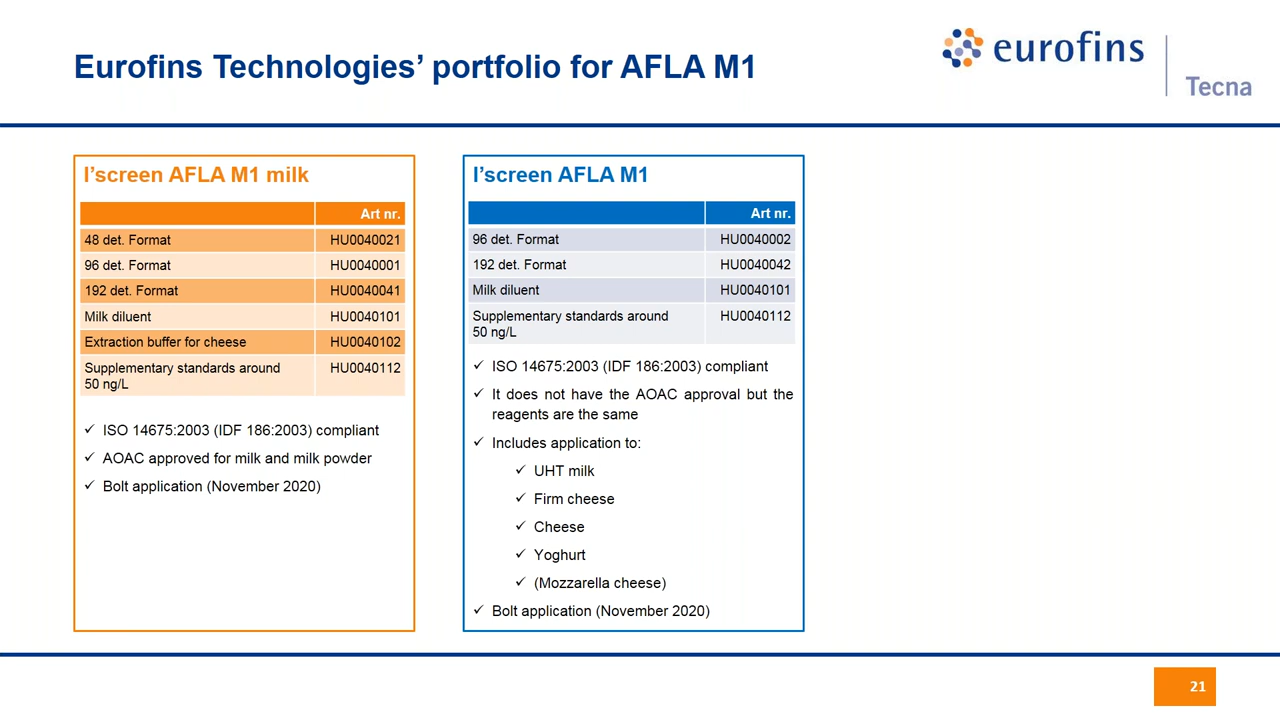 Eurofins Technologies’ portfolio for AFLA M1
eurofins
Tecna
I’screen AFLA M1 milk
Art nr.
48 det. Format HU0040021
96 det. Format HU0040001
192 det. Format HU0040041
Milk diluent HU0040101
Extraction buffer for cheese HU0040102
Supplementary standards around HU0040112
50 ng/L
✓ ISO 14675:2003 (IDF 186:2003) compliant
✓ AOAC approved for milk and milk powder
✓ Bolt application (November 2020)
I’screen AFLA M1
Art nr.
96 det. Format HU0040002
192 det. Format HU0040042
Milk diluent HU0040101
Supplementary standards around HU0040112
50 ng/L
✓ ISO 14675:2003 (IDF 186:2003) compliant
✓ It does not have the AOAC approval but the
reagents are the same
✓ Includes application to:
✓ UHT milk
✓ Firm cheese
✓ Cheese
✓ Yoghurt
✓ (Mozzarella cheese)
✓ Bolt application (November 2020)
21